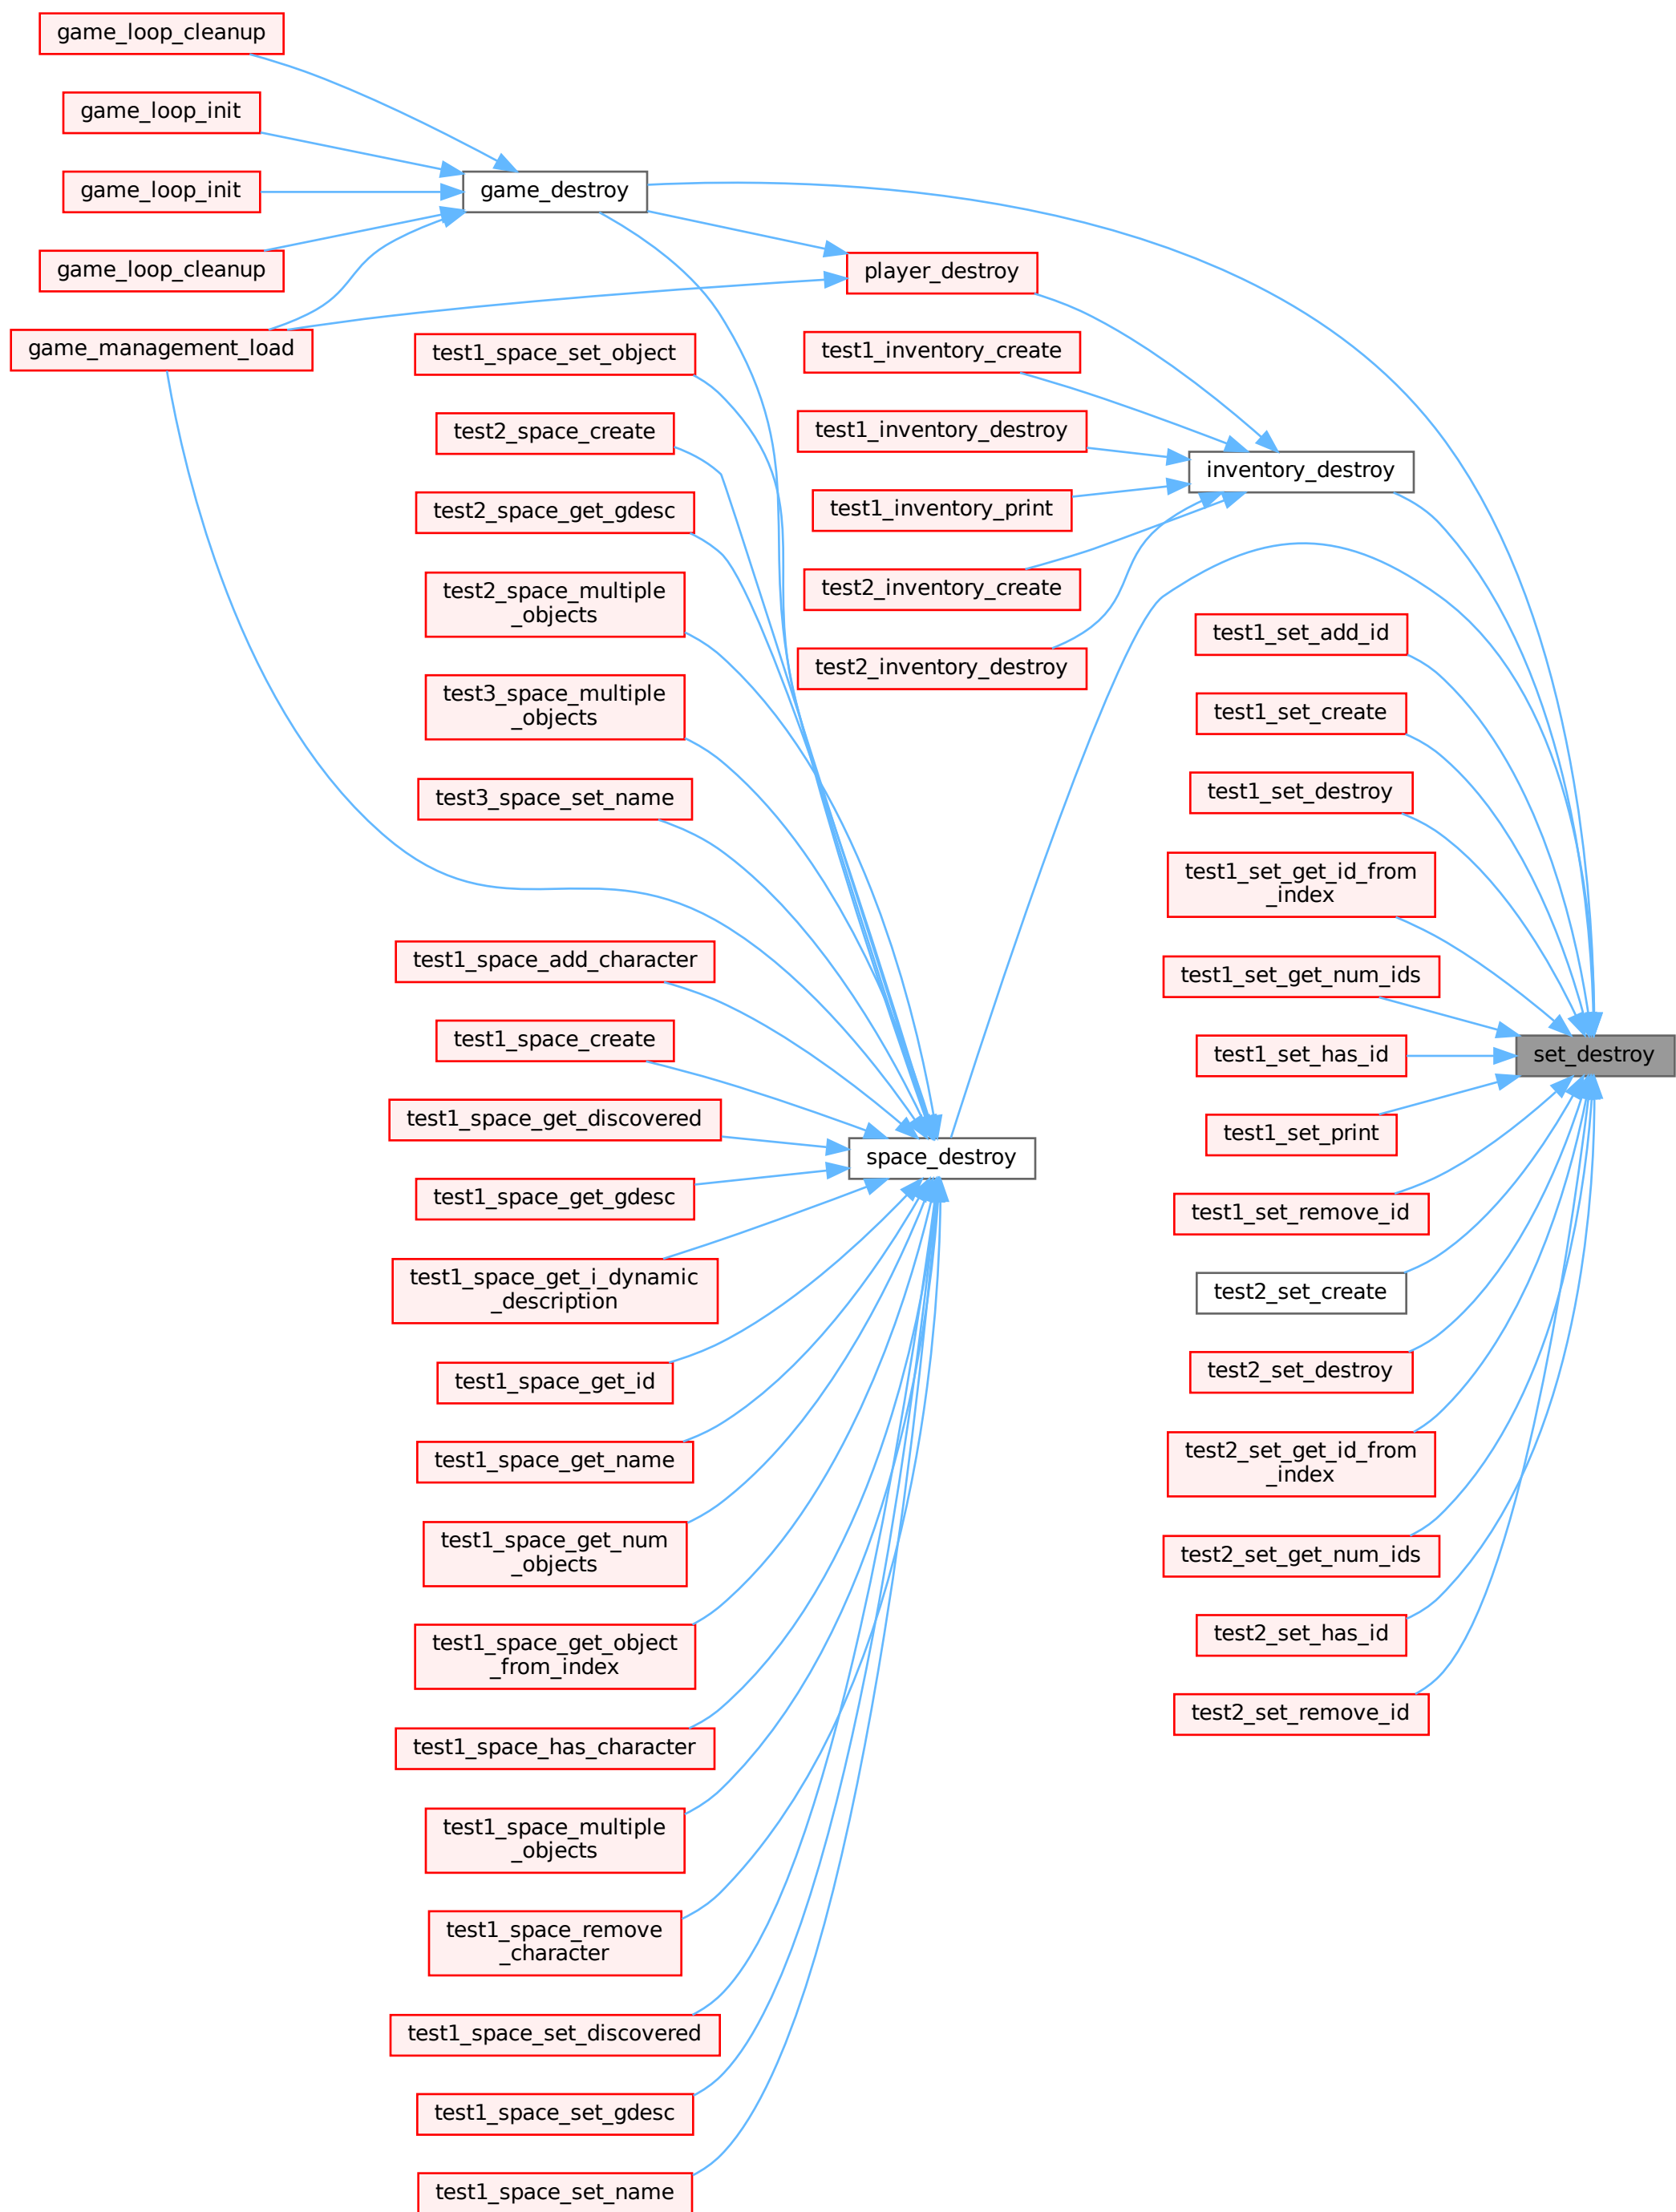 game_loop_cleanup
game_loop_init
game_loop_init
game_loop_cleanup
game_management_load
game_destroy
test1_space_set_object
test2_space_create
test2_space_get_gdesc
test2_space_multiple
_objects
test3_space_multiple
_objects
test3_space_set_name
test1_space_add_character
test1_space_create
test1_space_get_discovered
test1_space_get_gdesc
test1_space_get_i_dynamic
_description
test1_space_get_id
test1_space_get_name
test1_space_get_num
_objects
test1_space_get_object
_from_index
test1_space_has_character
test1_space_multiple
_objects
test1_space_remove
_character
test1_space_set_discovered
test1_space_set_gdesc
test1_space_set_name
player_destroy
test1_inventory_create
test1_inventory_destroy
test1_inventory_print
test2_inventory_create
test2_inventory_destroy
space_destroy
inventory_destroy
test1_set_add_id
test1_set_create
test1_set_destroy
test1_set_get_id_from
_index
test1_set_get_num_ids
test1_set_has_id
test1_set_print
test1_set_remove_id
test2_set_create
test2_set_destroy
test2_set_get_id_from
_index
test2_set_get_num_ids
test2_set_has_id
test2_set_remove_id
set_destroy